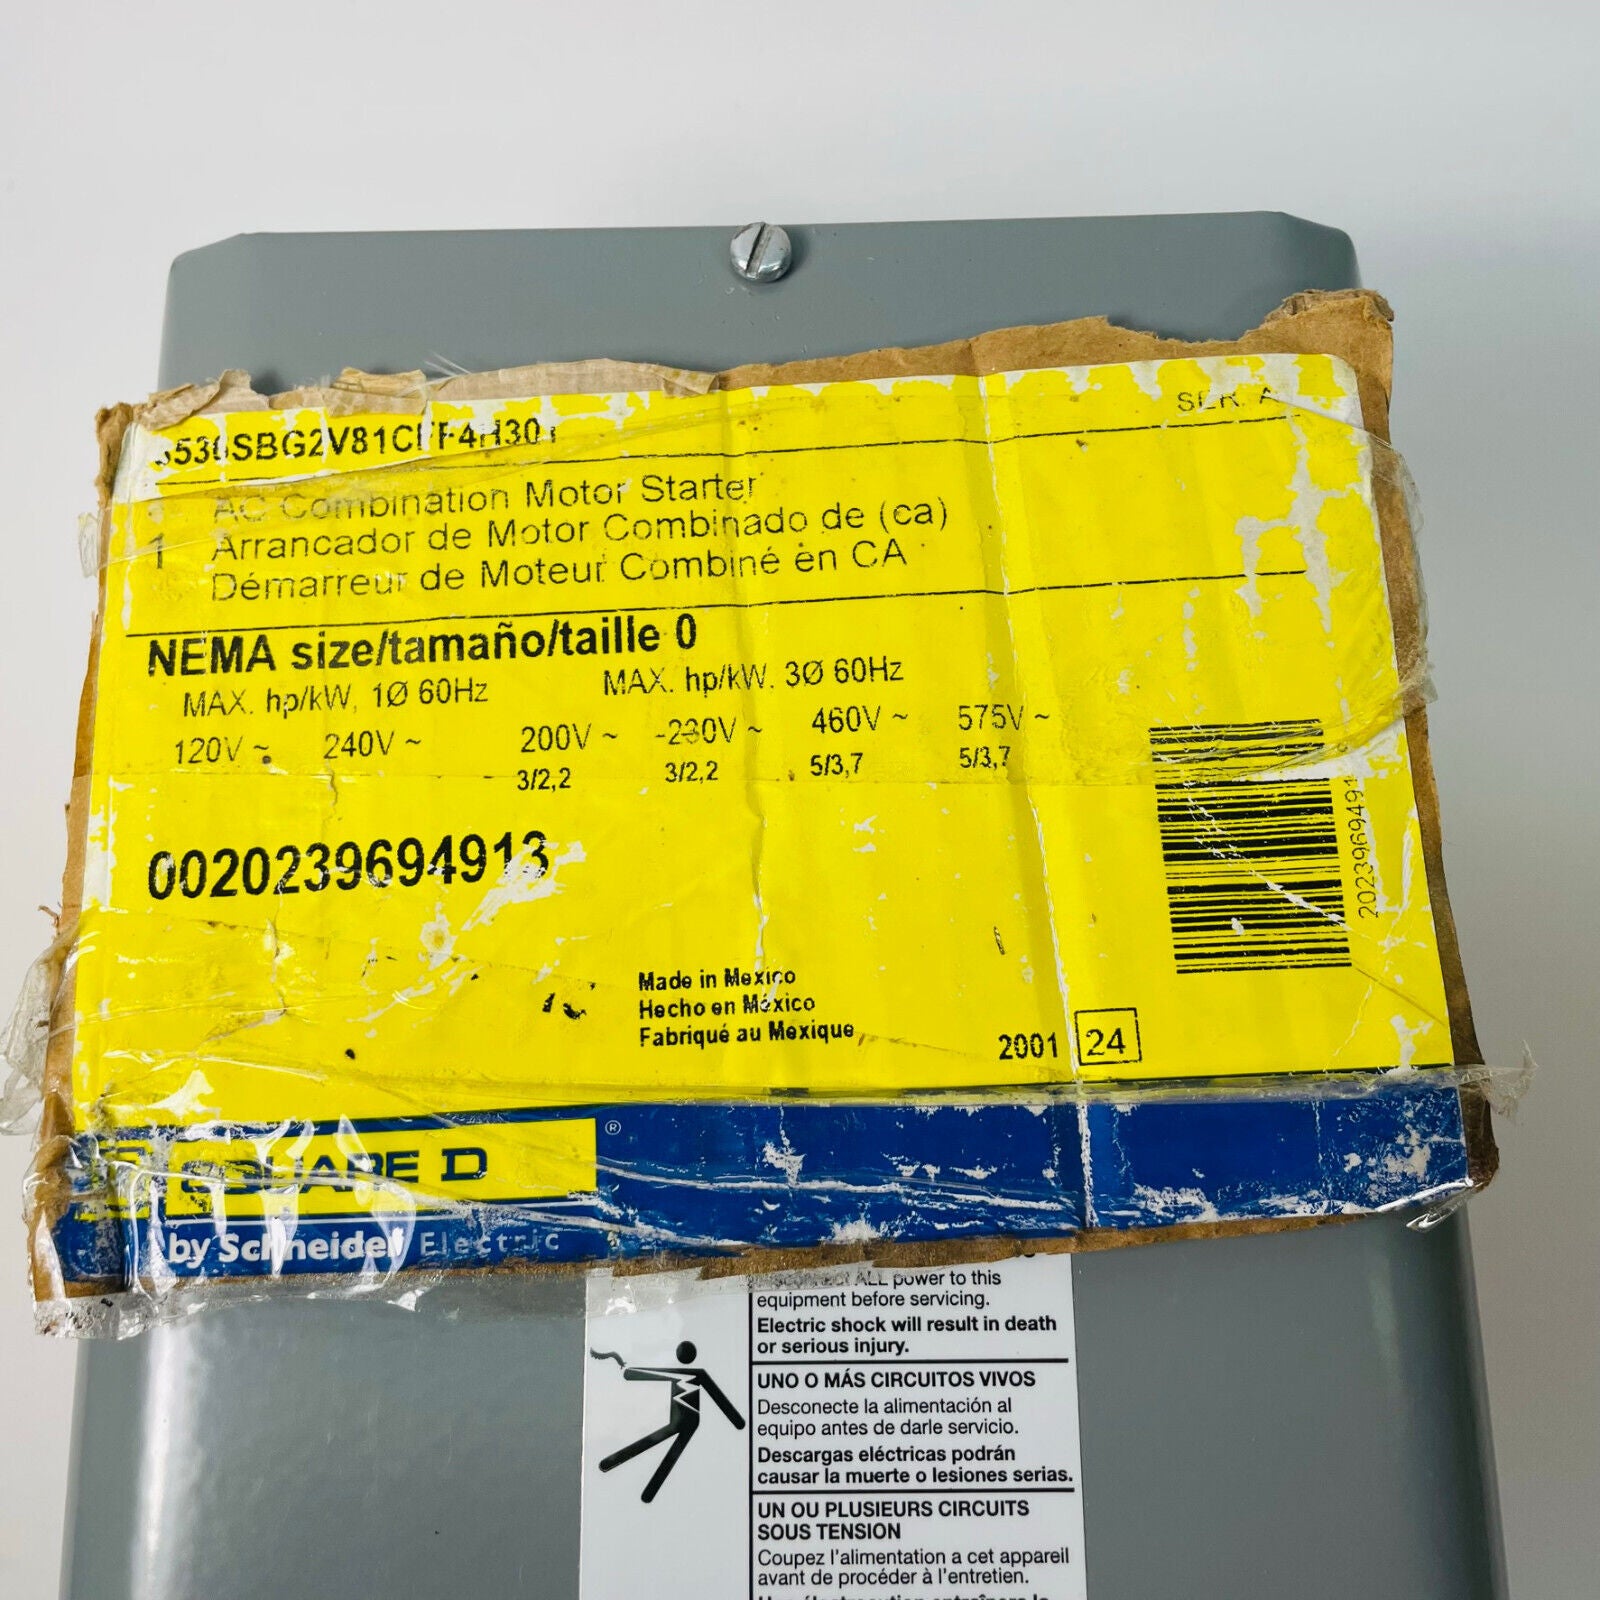 SER. A
AC Combination Motor Starter
1 Arrancador de Motor Combinado de (ca)
Démarreur de Moteur Combiné en CA
NEMA size/tamaño/taille 0
MAX. hp/kW, 1Ø 60Hz MAX. hp/kW. 3Ø 60Hz
120V ~ 240V ~ 200V ~ 230V ~ 460V ~ 575V ~
3/2,2 3/2,2 5/3,7 5/3,7
0020239694913
Made in Mexico
Hecho en México
Fabriqué au Mexique
2001 24
SQUARE D ®
by Schneider Electric
Disconnect ALL power to this
equipment before servicing.
Electric shock will result in death
or serious injury.
UNO O MÁS CIRCUITOS VIVOS
Desconecte la alimentación al
equipo antes de darle servicio.
Descargas eléctricas podrán
causar la muerte o lesiones serias.
UN OU PLUSIEURS CIRCUITS
SOUS TENSION
Coupez l'alimentation a cet appareil
avant de procéder à l'entretien.